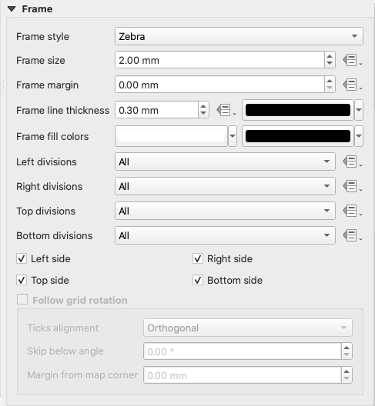 Frame
Frame style Zebra
Frame size 2.00 mm
Frame margin 0.00 mm
Frame line thickness 0.30 mm
Frame fill colors
Left divisions All
Right divisions All
Top divisions All
Bottom divisions All
Left side Right side
Top side Bottom side
Follow grid rotation
Ticks alignment Orthogonal
Skip below angle 0.00 °
Margin from map corner 0.00 mm